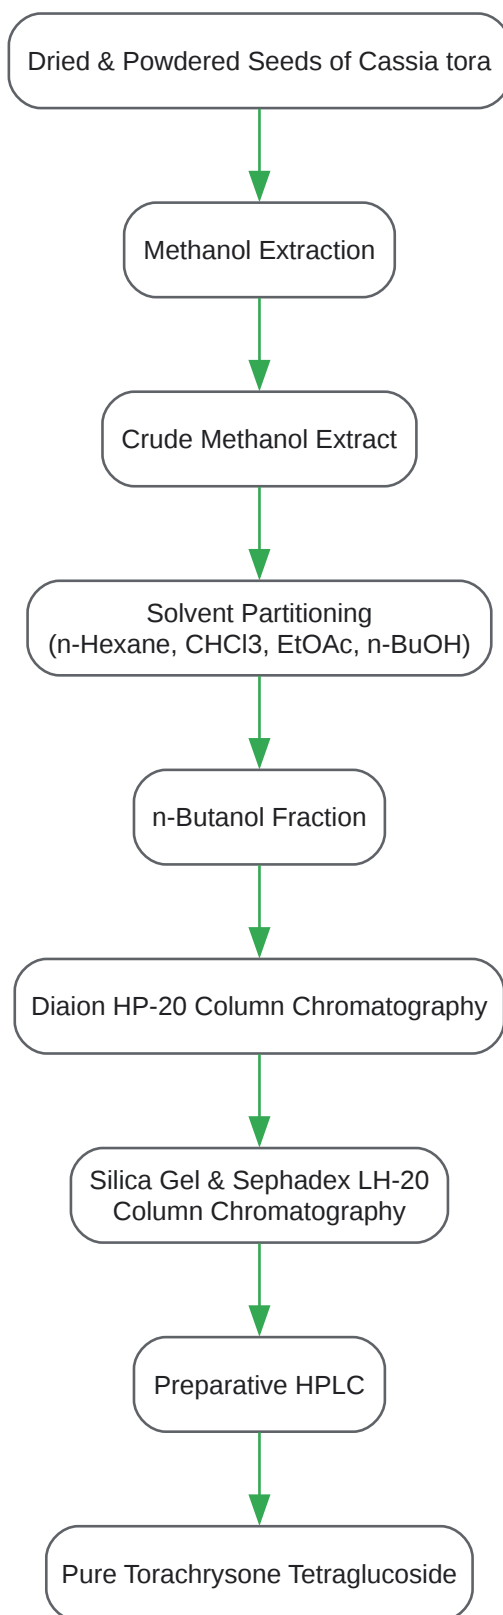 Dried & Powdered Seeds of Cassia tora
Methanol Extraction
Crude Methanol Extract
Solvent Partitioning
(n-Hexane, CHCl3, EtOAc, n-BuOH)
n-Butanol Fraction
Diaion HP-20 Column Chromatography
Silica Gel & Sephadex LH-20
Column Chromatography
Preparative HPLC
Pure Torachrysone Tetraglucoside